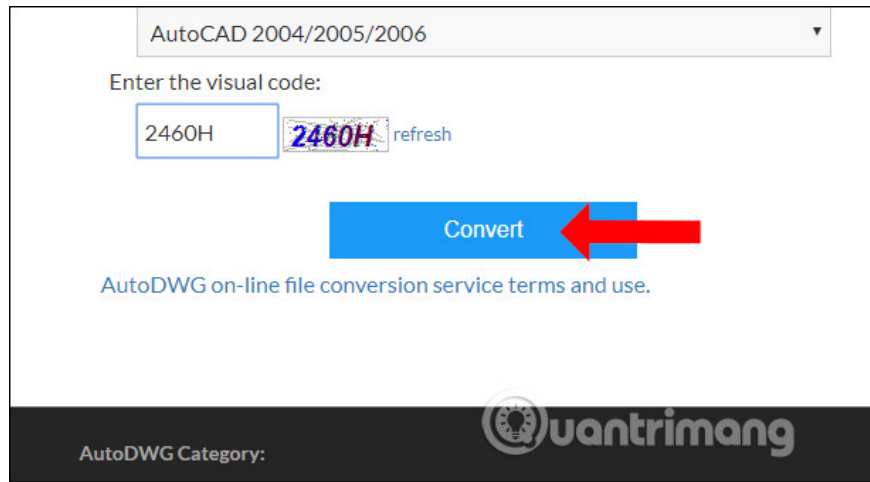 AutoCAD 2004/2005/2006
Enter the visual code:
2460H 2460H refresh
Convert
AutoDWG on-line file conversion service terms and use.
Quantrimang
AutoDWG Category: